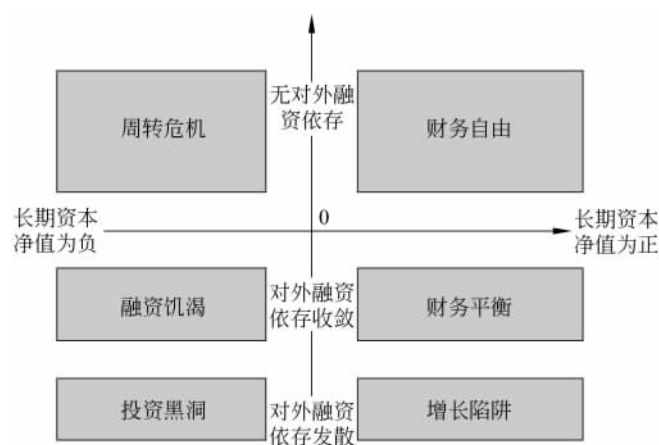 无对外融
资依存
周转危机
财务自由
长期资本
净值为负
0
长期资本
净值为正
融资饥渴
对外融资
依存收敛
财务平衡
投资黑洞
对外融资
依存发散
增长陷阱